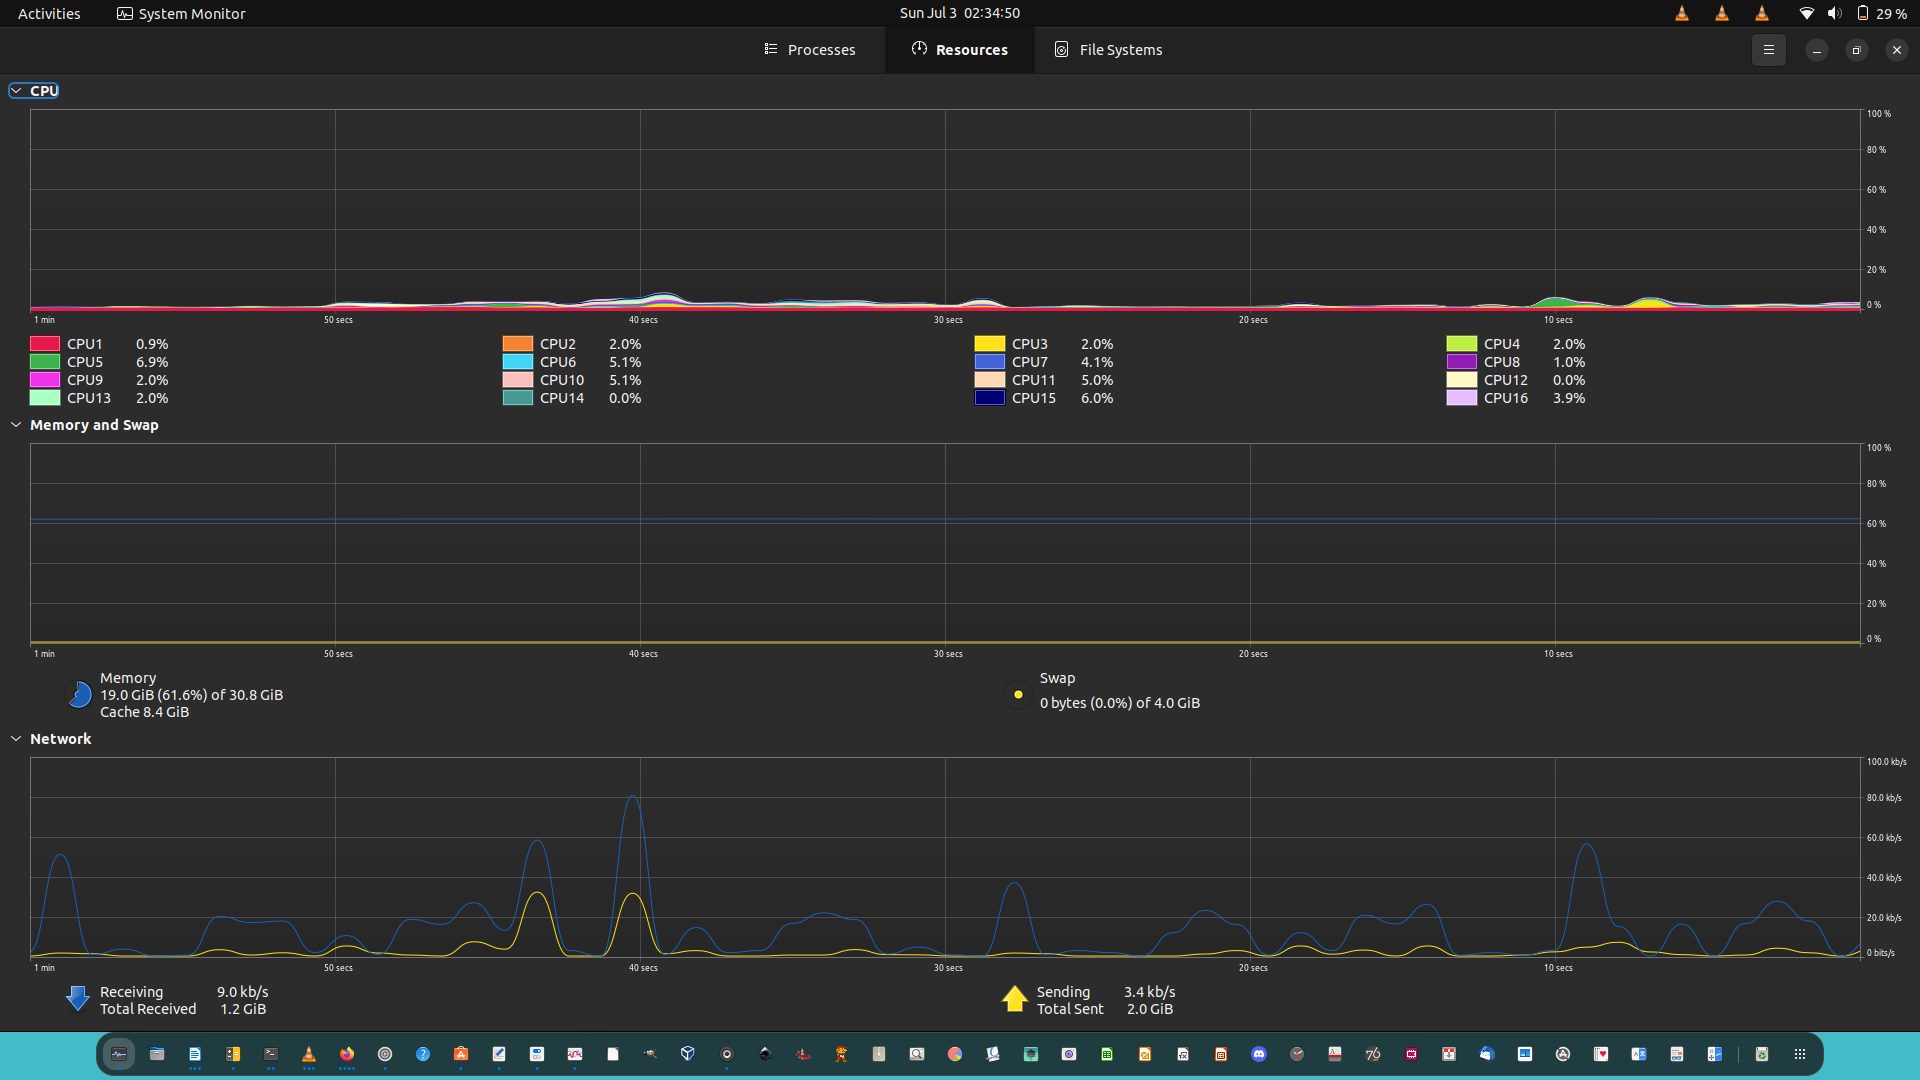 Activities System Monitor Sun Jul 3 02:34:50 29 %
Processes Resources File Systems
CPU
100 %
80 %
60 %
40 %
20 %
0 %
1 min 50 secs 40 secs 30 secs 20 secs 10 secs
CPU1 0.9% CPU2 2.0% CPU3 2.0% CPU4 2.0%
CPU5 6.9% CPU6 5.1% CPU7 4.1% CPU8 1.0%
CPU9 2.0% CPU10 5.1% CPU11 5.0% CPU12 0.0%
CPU13 2.0% CPU14 0.0% CPU15 6.0% CPU16 3.9%
Memory and Swap
100 %
80 %
60 %
40 %
20 %
0 %
1 min 50 secs 40 secs 30 secs 20 secs 10 secs
Memory Swap
19.0 GiB (61.6%) of 30.8 GiB 0 bytes (0.0%) of 4.0 GiB
Cache 8.4 GiB
Network
100.0 kb/s
80.0 kb/s
60.0 kb/s
40.0 kb/s
20.0 kb/s
0 bits/s
1 min 50 secs 40 secs 30 secs 20 secs 10 secs
Receiving 9.0 kb/s Sending 3.4 kb/s
Total Received 1.2 GiB Total Sent 2.0 GiB